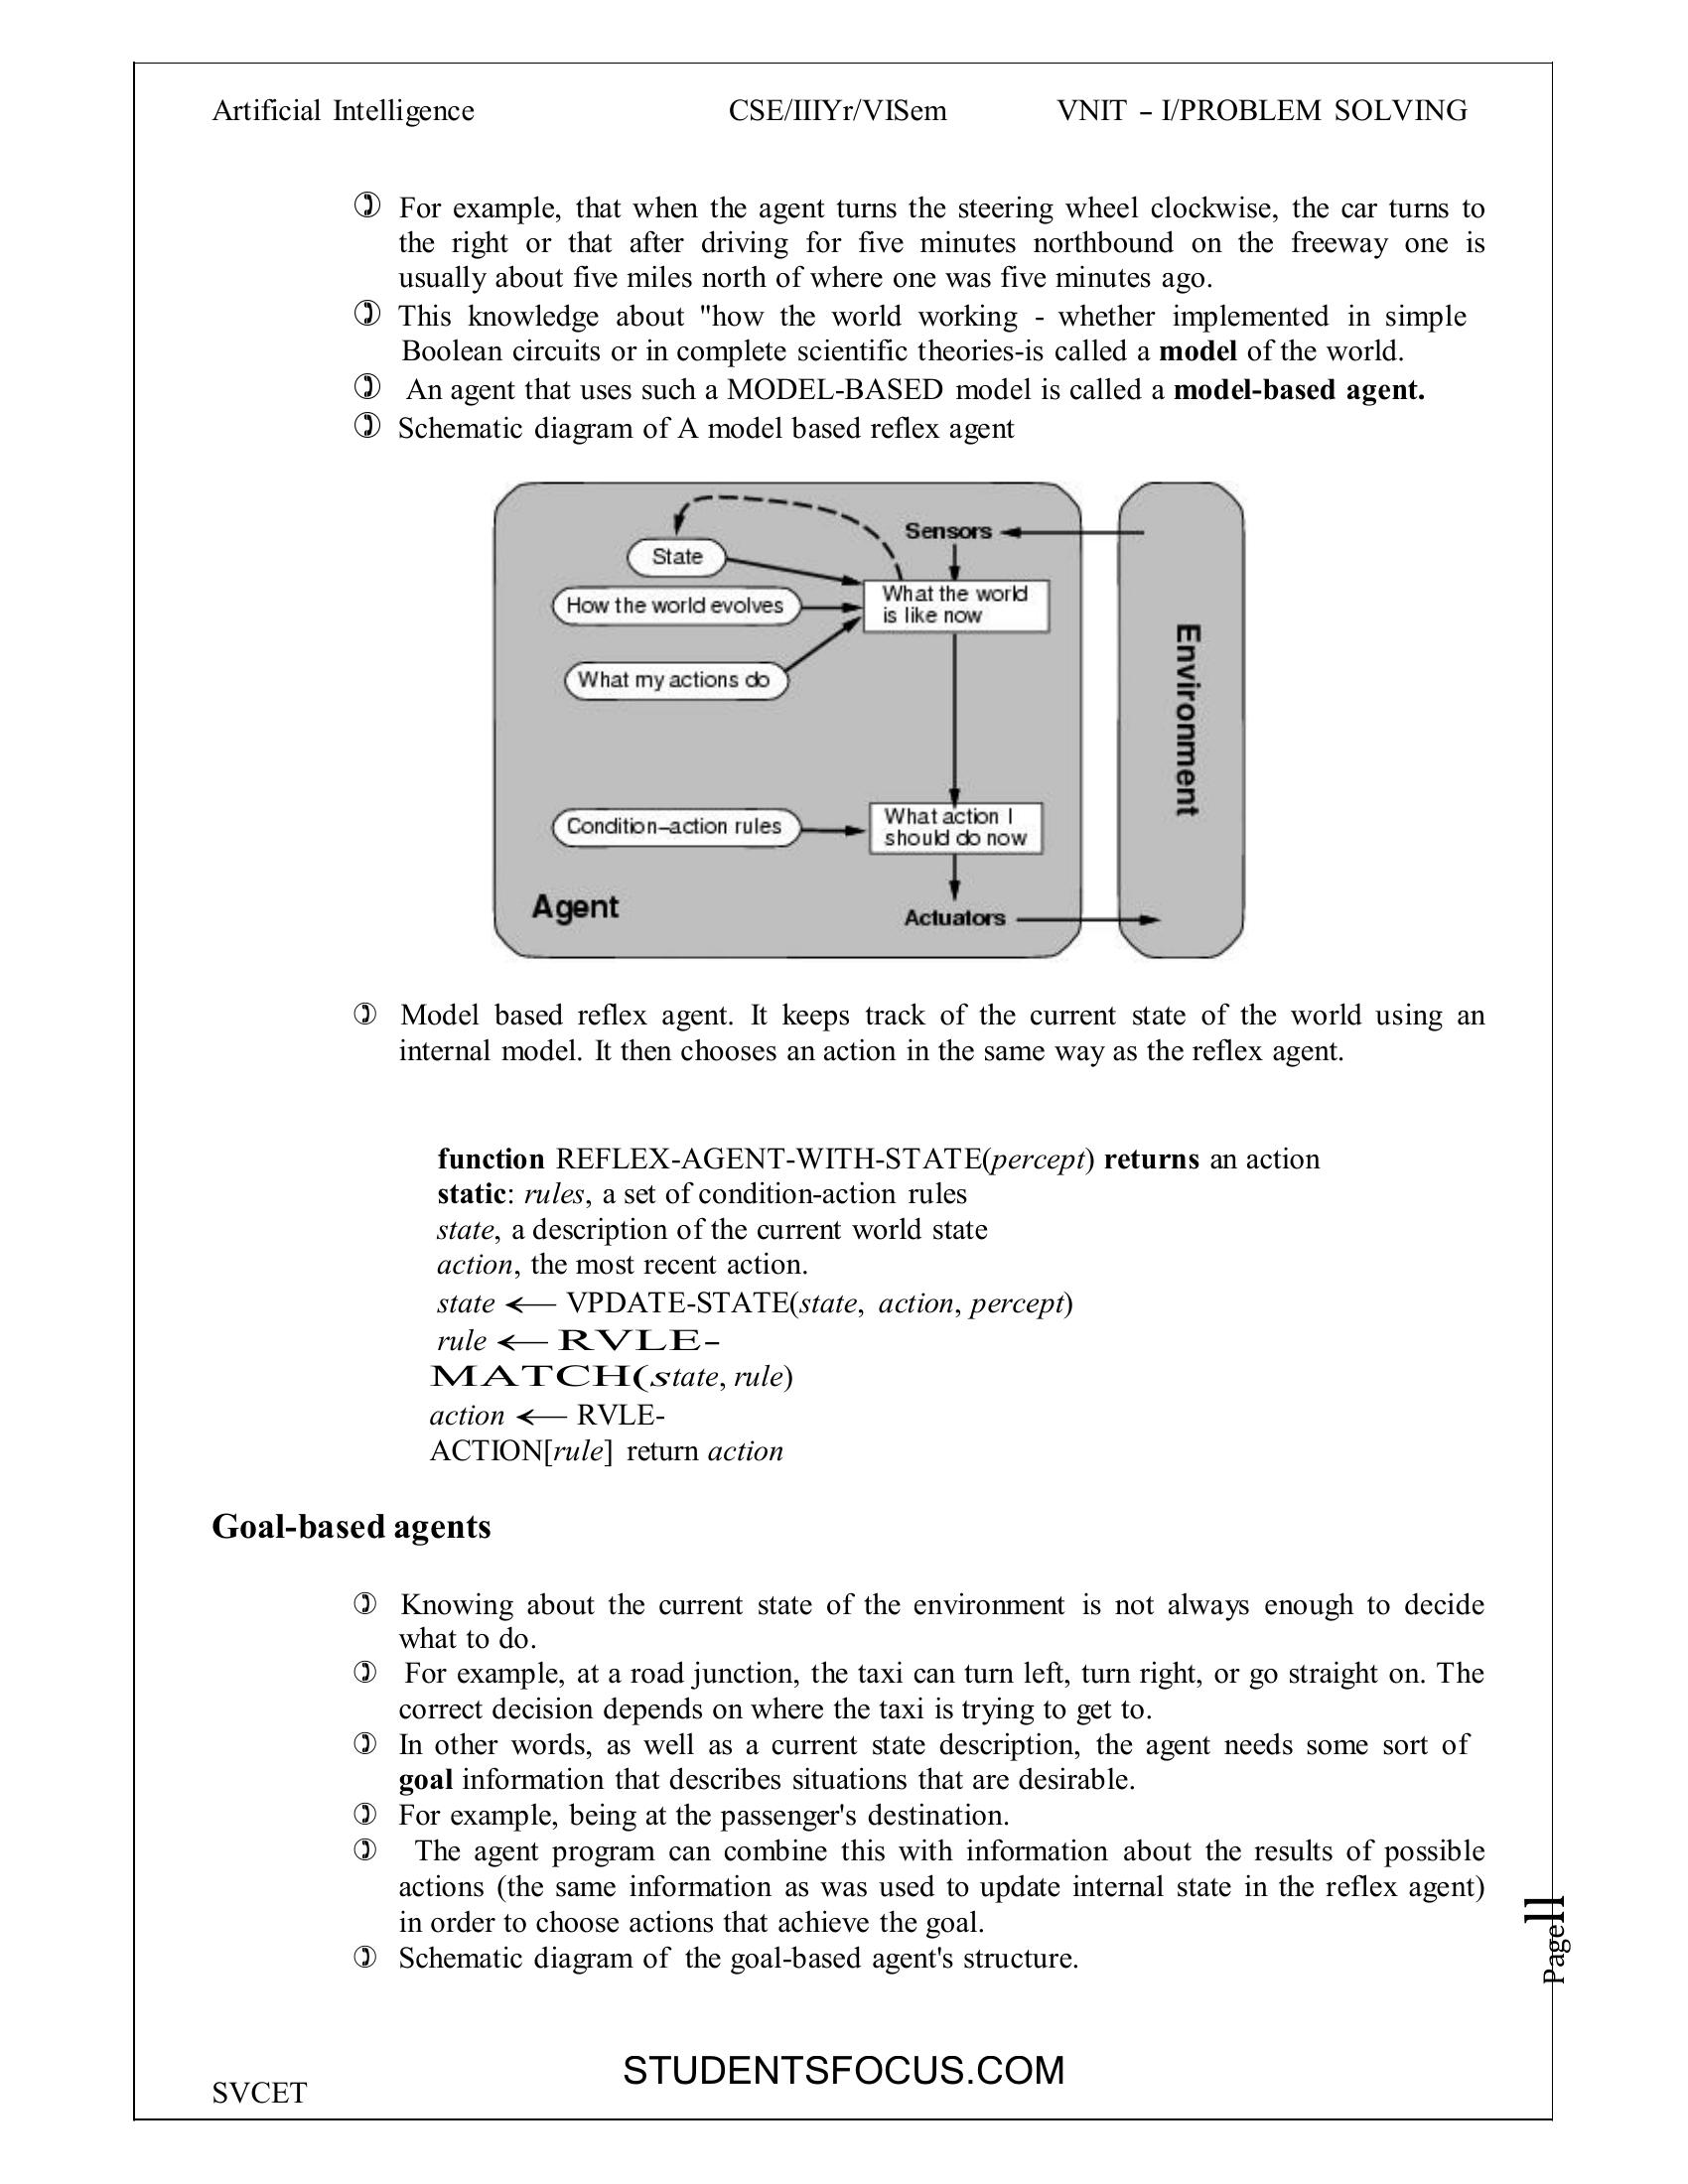 Artificial Intelligence CSE/IIIYr/VISem VNIT – I/PROBLEM SOLVING
For example, that when the agent turns the steering wheel clockwise, the car turns to
the right or that after driving for five minutes northbound on the freeway one is
usually about five miles north of where one was five minutes ago.
This knowledge about "how the world working - whether implemented in simple
Boolean circuits or in complete scientific theories-is called a model of the world.
An agent that uses such a MODEL-BASED model is called a model-based agent.
Schematic diagram of A model based reflex agent
Sensors
State
What the world
is like now
How the world evolves
What my actions do
Environment
Condition–action rules
What action I
should do now
Agent
Actuators
Model based reflex agent. It keeps track of the current state of the world using an
internal model. It then chooses an action in the same way as the reflex agent.
function REFLEX-AGENT-WITH-STATE(percept) returns an action
static: rules, a set of condition-action rules
state, a description of the current world state
action, the most recent action.
state ← VPDATE-STATE(state, action, percept)
rule ← RVLE-
MATCH(state, rule)
action ← RVLE-
ACTION[rule] return action
Goal-based agents
Knowing about the current state of the environment is not always enough to decide
what to do.
For example, at a road junction, the taxi can turn left, turn right, or go straight on. The
correct decision depends on where the taxi is trying to get to.
In other words, as well as a current state description, the agent needs some sort of
goal information that describes situations that are desirable.
For example, being at the passenger's destination.
The agent program can combine this with information about the results of possible
actions (the same information as was used to update internal state in the reflex agent)
in order to choose actions that achieve the goal.
Schematic diagram of the goal-based agent's structure.
Page11
STUDENTSFOCUS.COM
SVCET